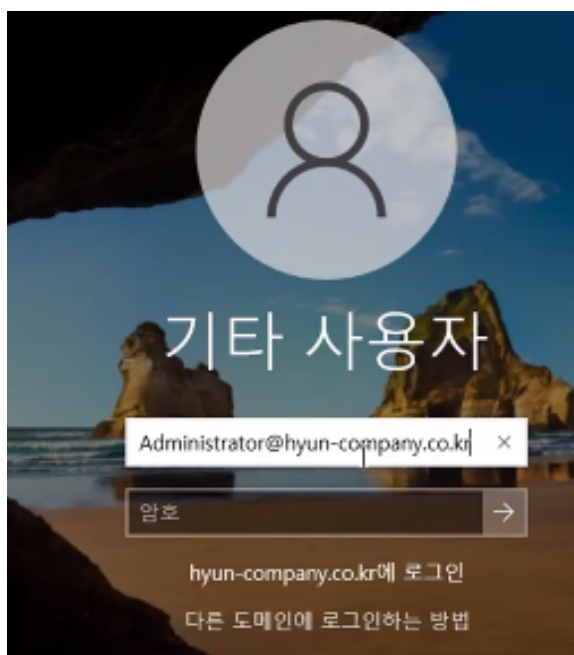 기타 사용자
Administrator@hyun-company.co.kr
암호
hyun-company.co.kr에 로그인
다른 도메인에 로그인하는 방법